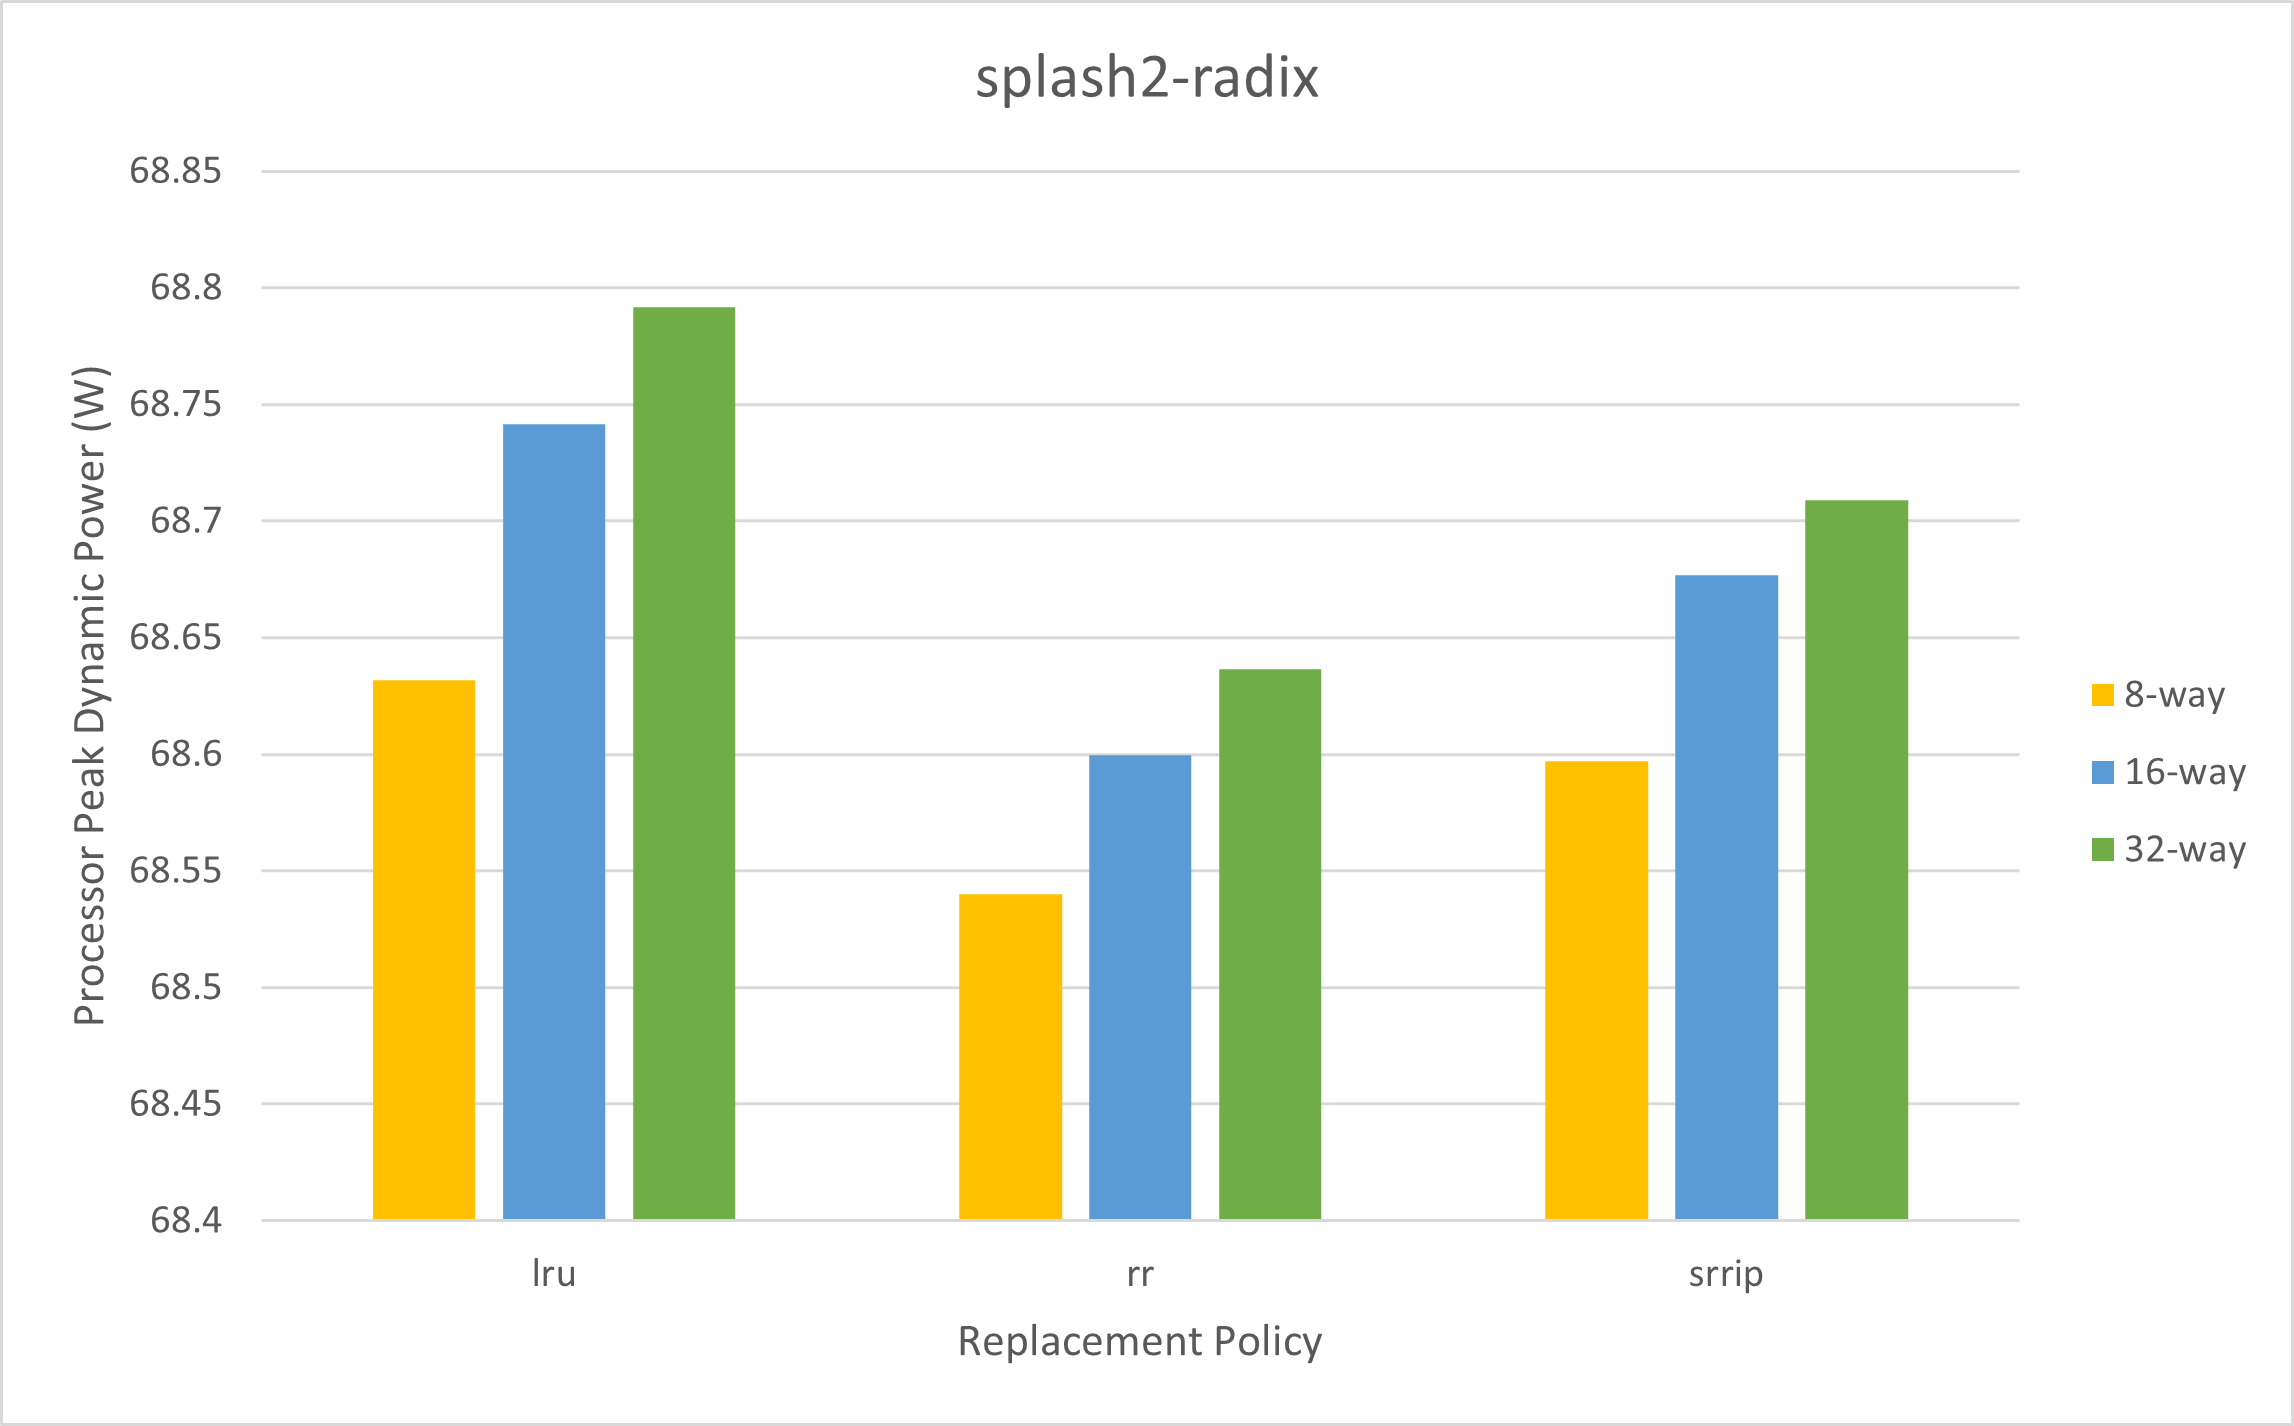 splash2-radix
68.85
68.8
68.75
68.7
68.65
68.6
68.55
68.5
68.45
68.4
Processor Peak Dynamic Power (W)
lru
rr
srrip
Replacement Policy
8-way
16-way
32-way